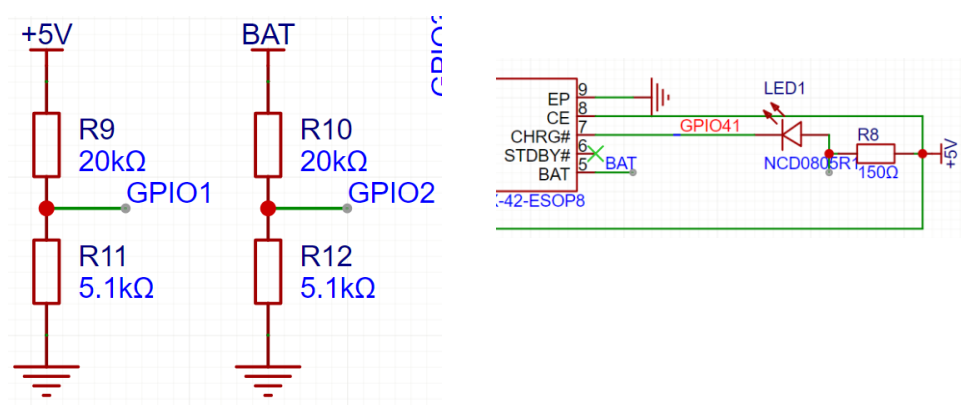 +5V
R9
20kΩ
GPIO1
R11
5.1kΩ
BAT
R10
20kΩ
GPIO2
R12
5.1kΩ
EP
9
CE
8
CHRG#
7
STDBY#
6
BAT
5
BAT
-42-ESOP8
GPIO41
LED1
NCD0805R1
R8
150Ω
+5V